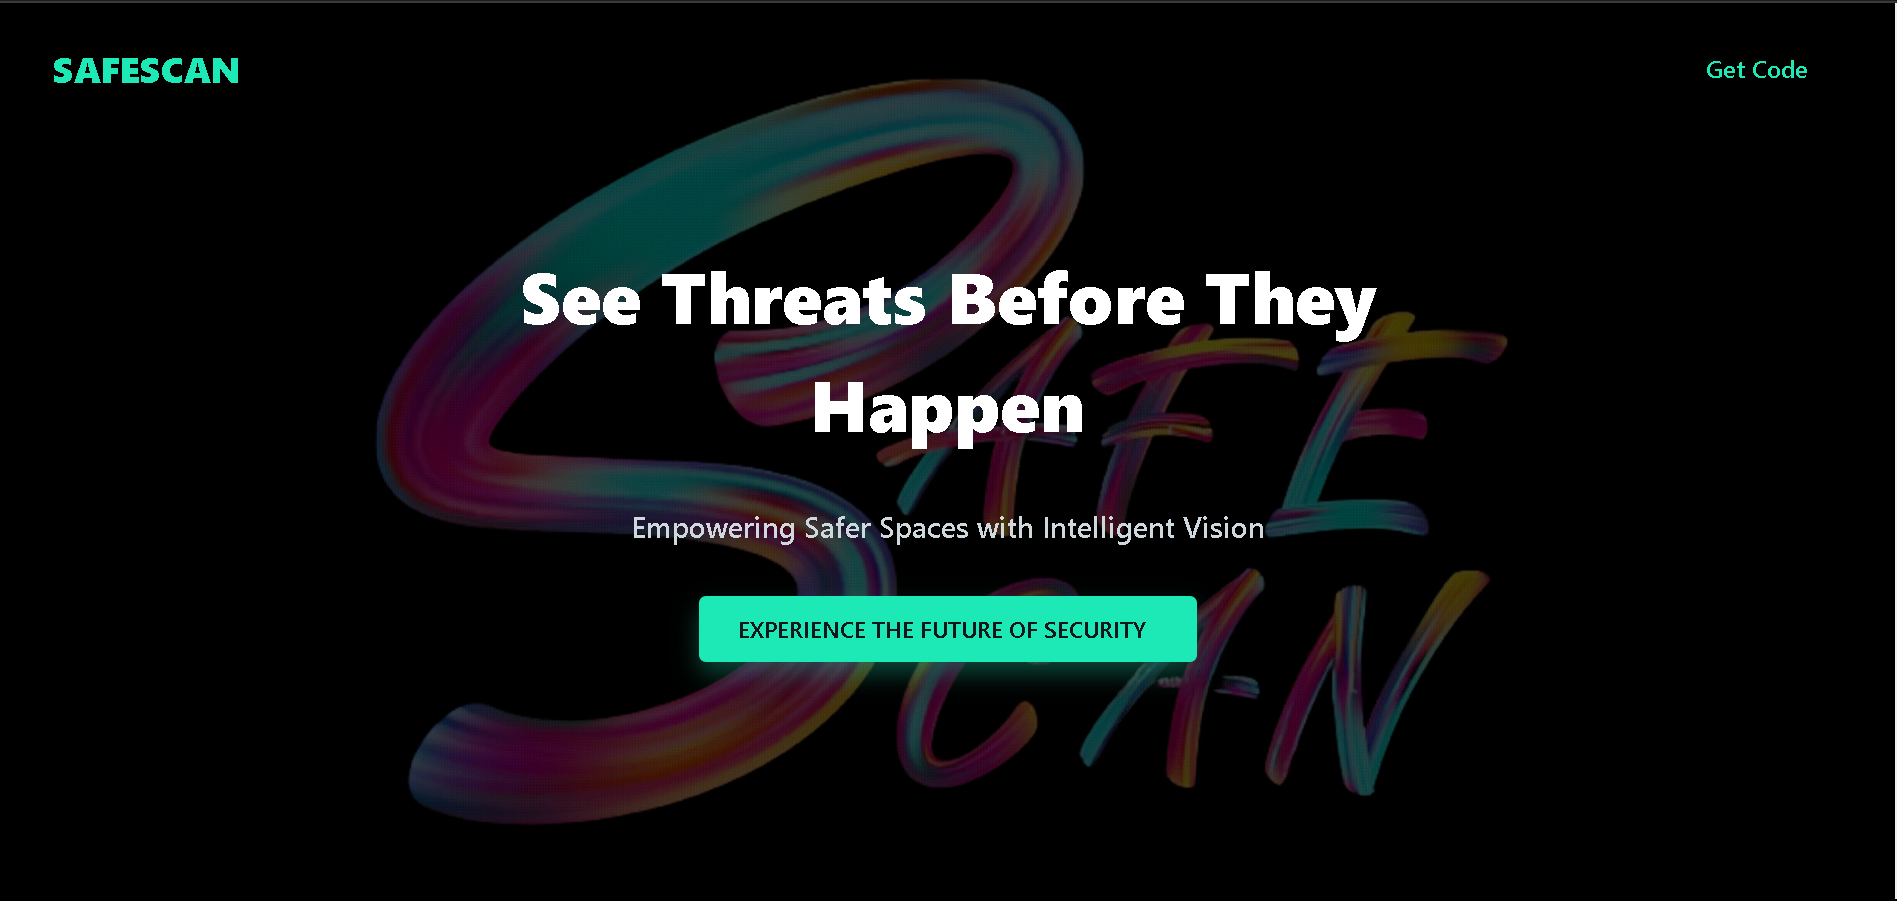 SAFESCAN
Get Code
See Threats Before They
Happen
Empowering Safer Spaces with Intelligent Vision
EXPERIENCE THE FUTURE OF SECURITY
SAFE
SCAN